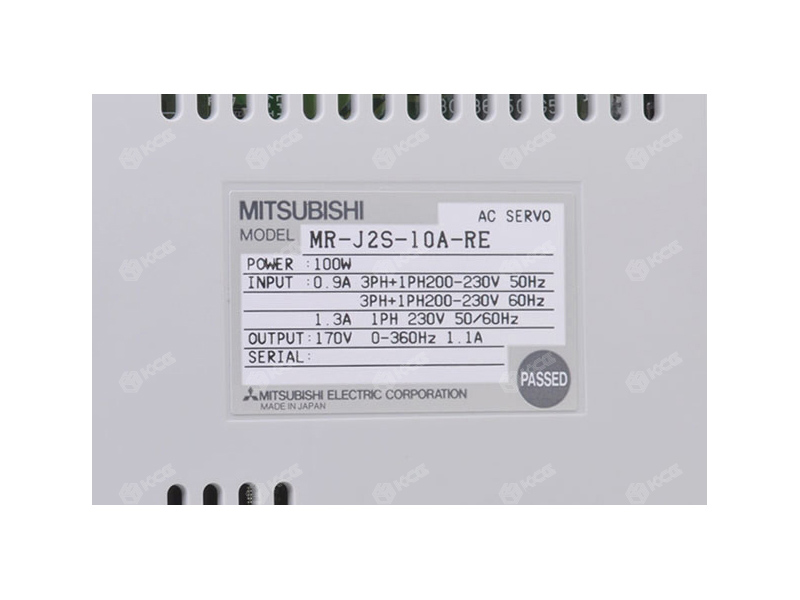 MITSUBISHI
AC SERVO
MODEL MR-J2S-10A-RE
POWER :100W
INPUT :0.9A 3PH+1PH200-230V 50Hz
3PH+1PH200-230V 60Hz
1.3A 1PH 230V 50/60Hz
OUTPUT:170V 0-360Hz 1.1A
SERIAL:
PASSED
MITSUBISHI ELECTRIC CORPORATION
MADE IN JAPAN
KCG